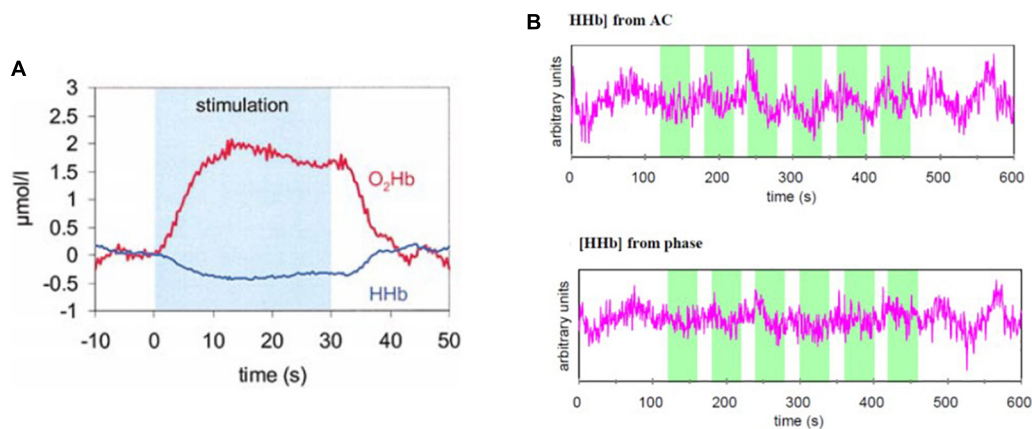 A
3
2.5
2
1.5
1
0.5
0
-0.5
-1
µmol/l
stimulation
O₂Hb
HHb
-10 0 10 20 30 40 50
time (s)
B
HHb] from AC
arbitrary units
0 100 200 300 400 500 600
time (s)
[HHb] from phase
arbitrary units
0 100 200 300 400 500 600
time (s)